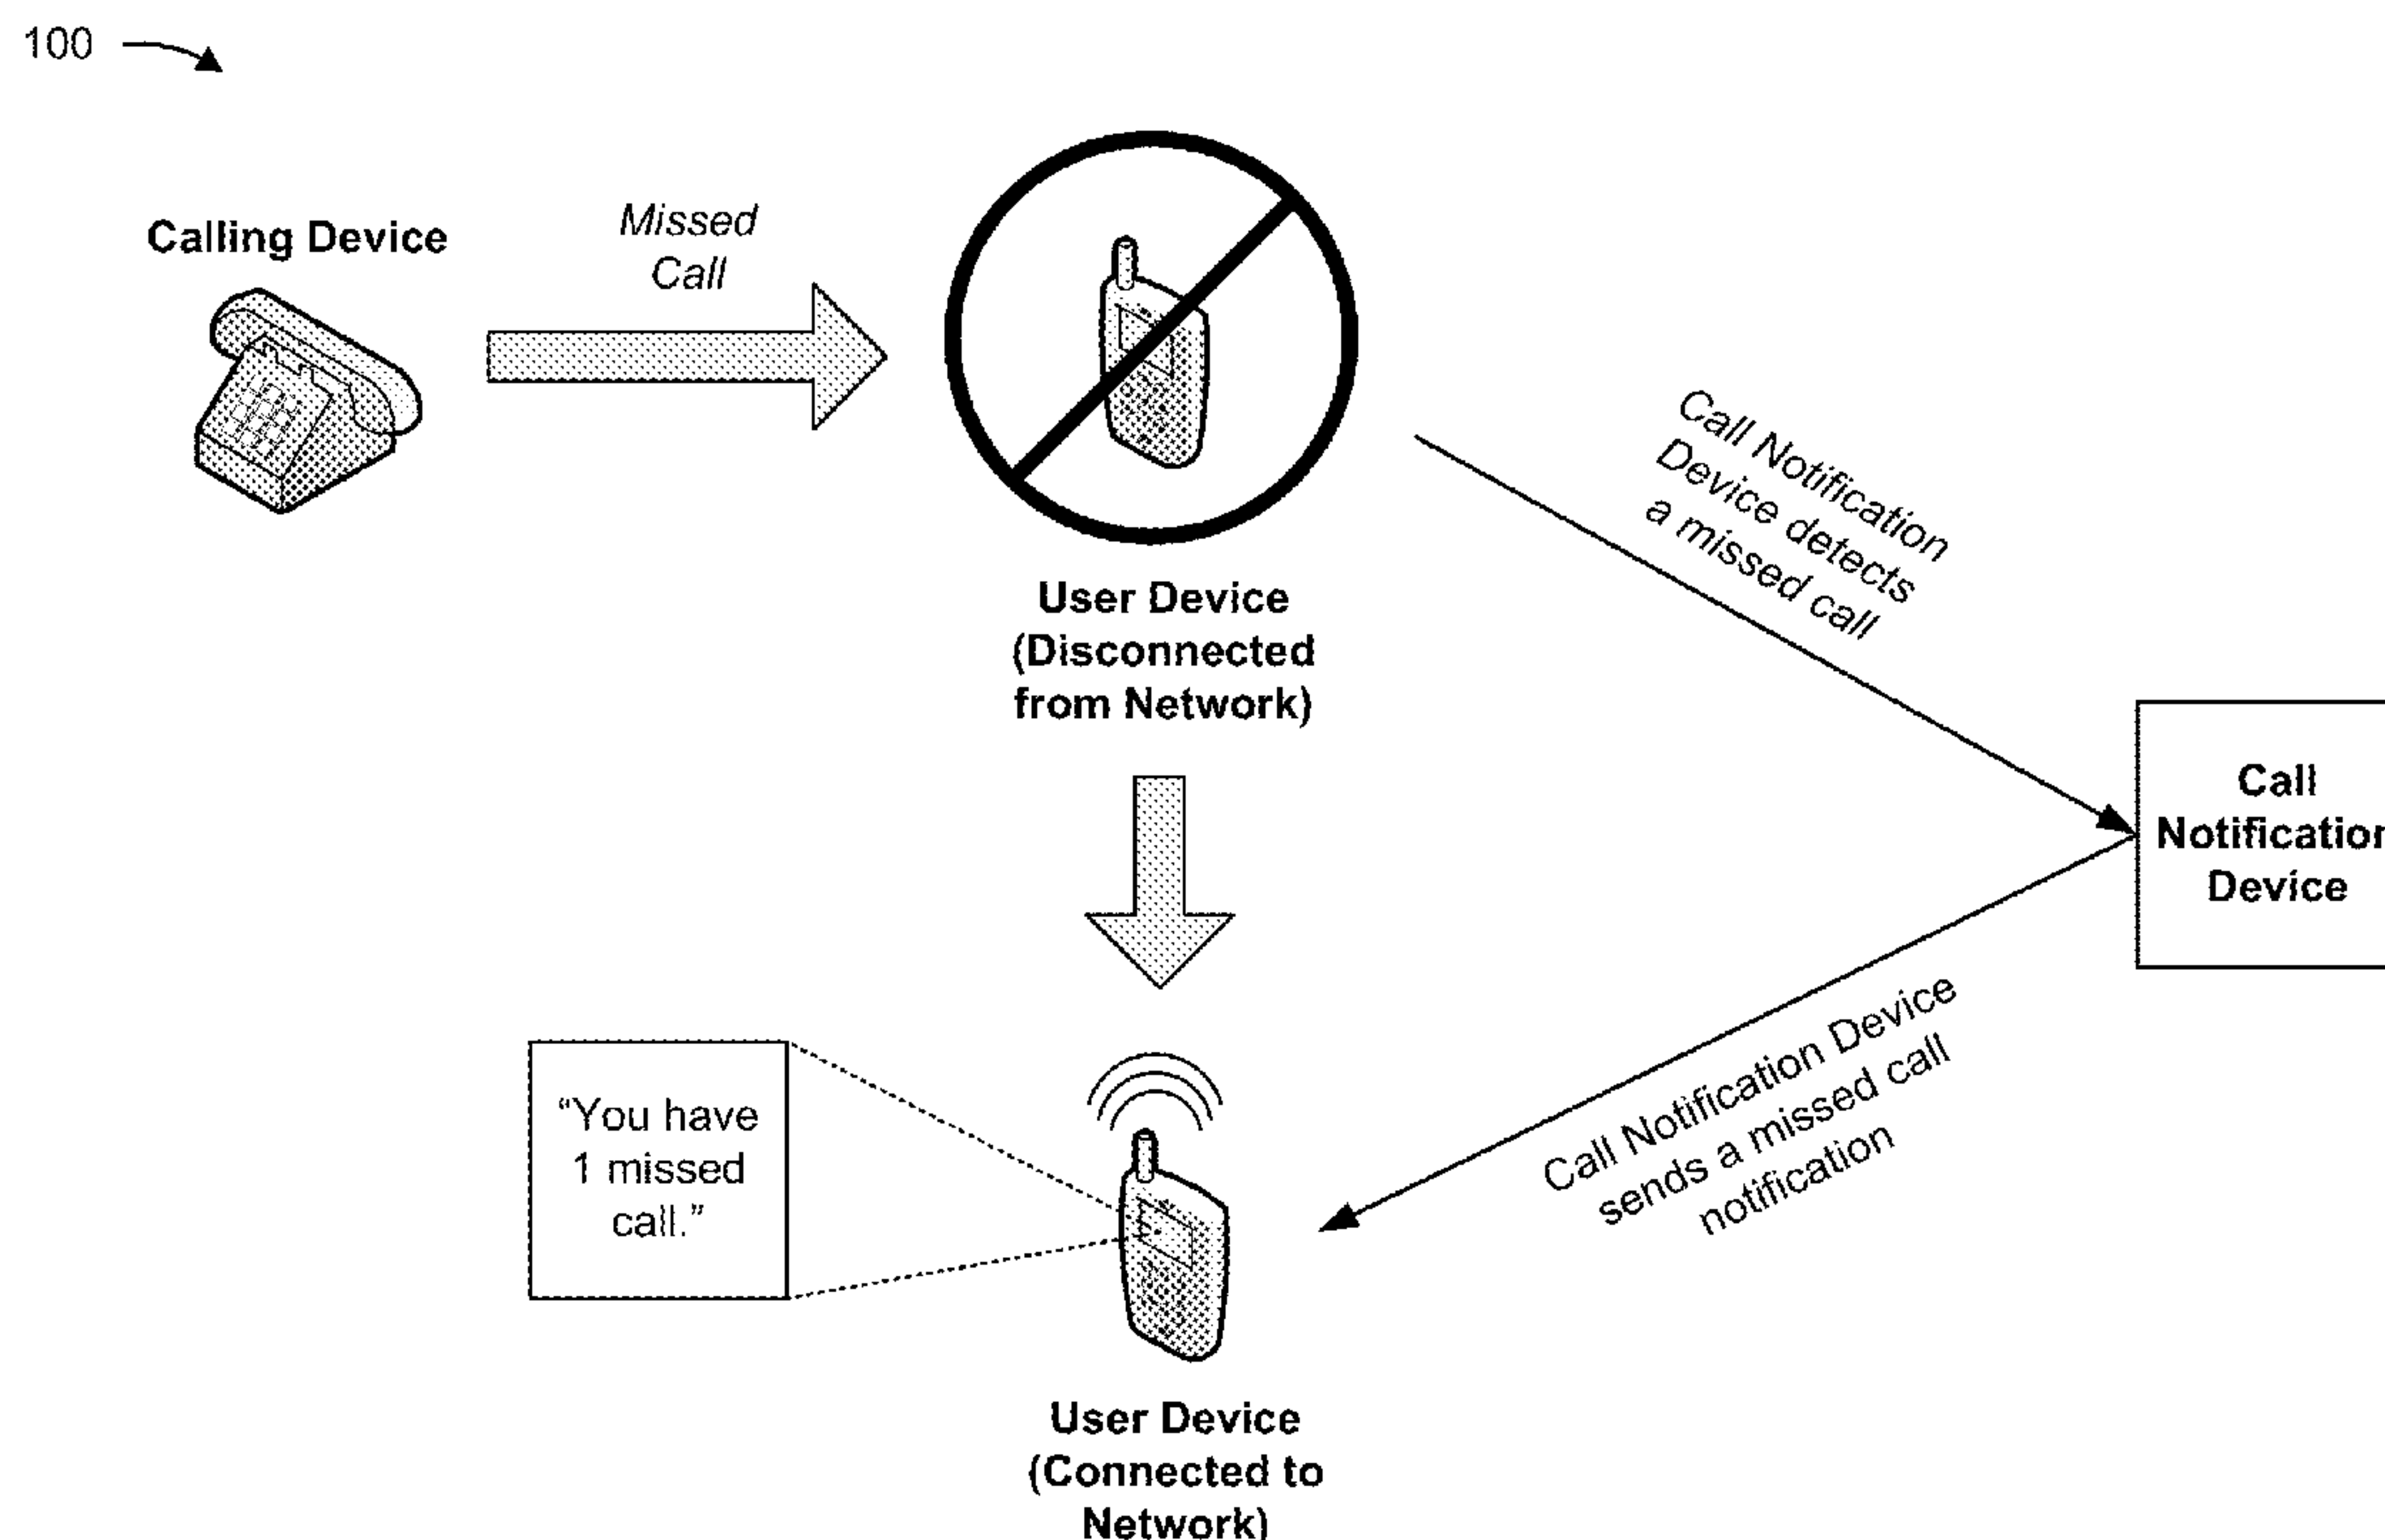 100
Calling Device
Missed
Call
User Device
(Disconnected
from Network)
Call Notification
Device detects
a missed call
Call
Notification
Device
Call Notification Device
sends a missed call
notification
“You have
1 missed
call.”
User Device
(Connected to
Network)